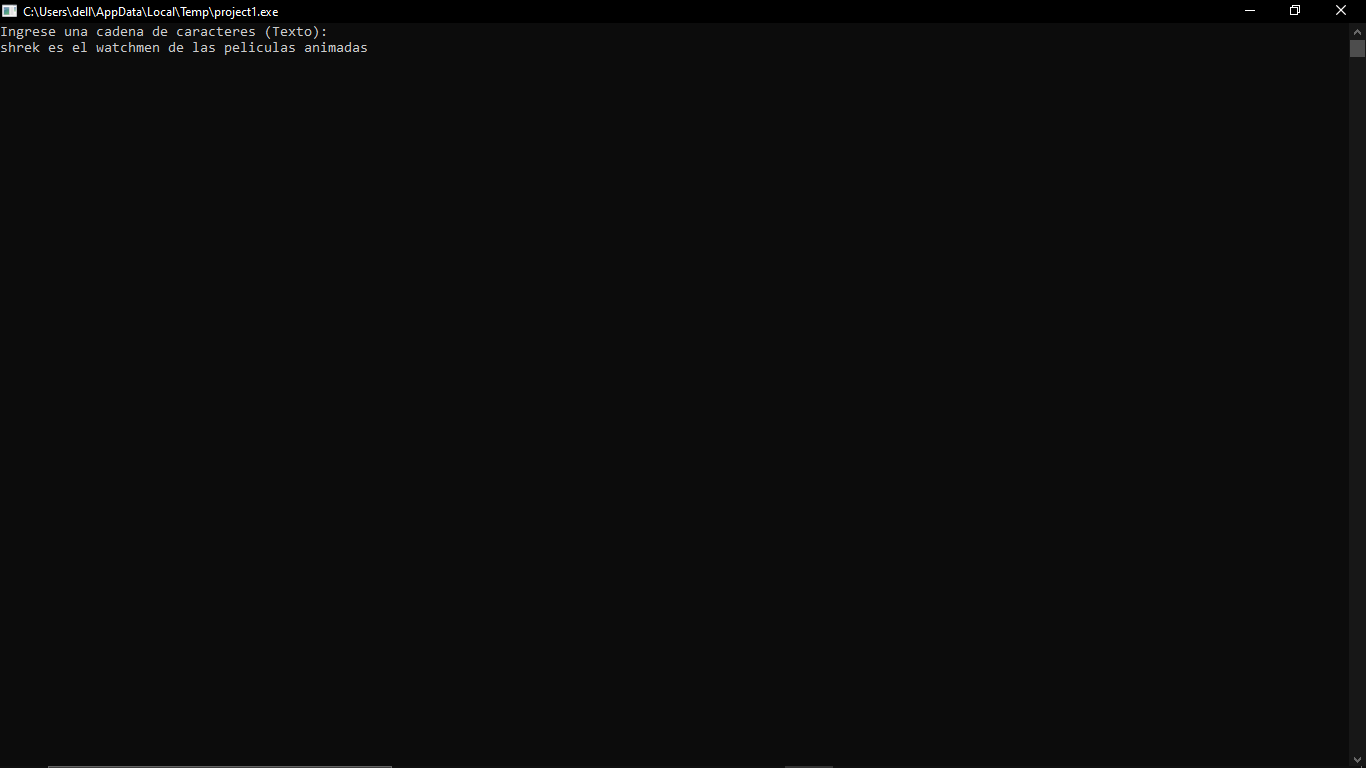 C:\Users\dell\AppData\Local\Temp\project1.exe
Ingrese una cadena de caracteres (Texto):
shrek es el watchmen de las peliculas animadas